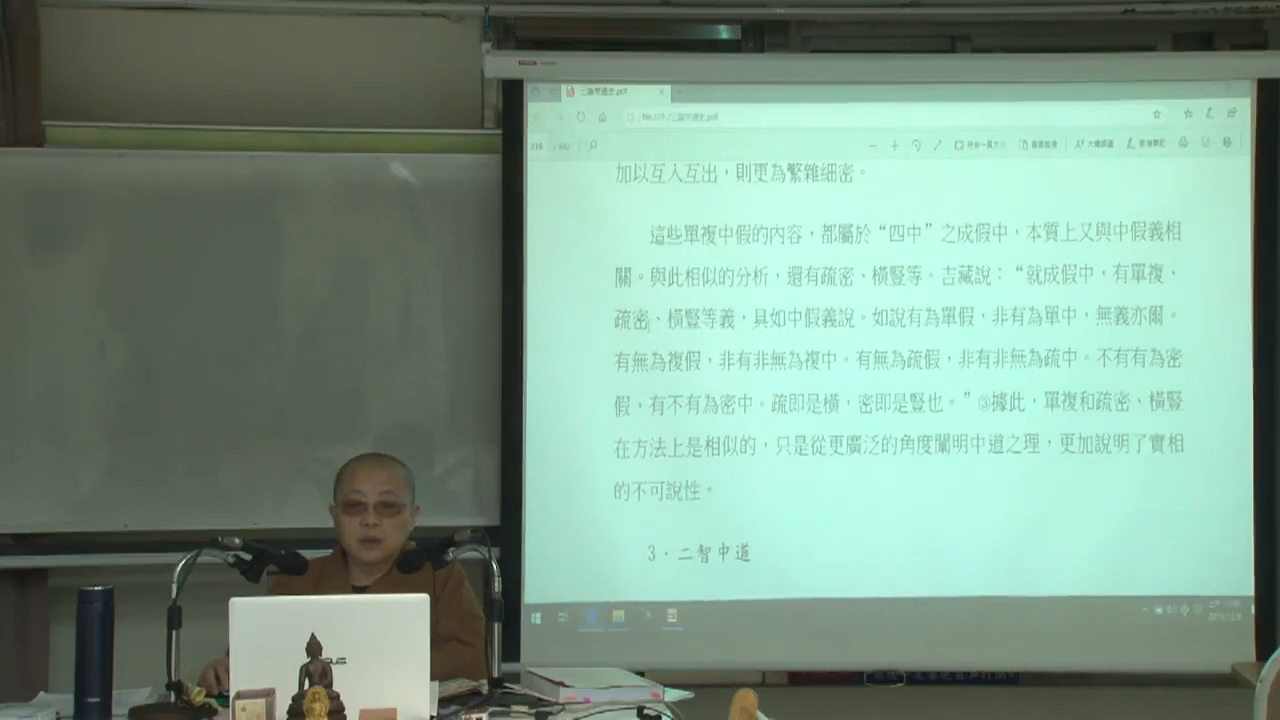 三論宗通史.pdf
318
加以互入互出，則更為繁雜細密。
這些單複中假的內容，都屬於“四中”之成假中，本質上又與中假義相
關。與此相似的分析，還有疏密、橫豎等。吉藏說：“就成假中，有單複、
疏密、橫豎等義，具如中假義說。如說有為單假，非有為單中，無義亦爾。
有無為複假，非有非無為複中。有無為疏假，非有非無為疏中。不有有為密
假，有不有為密中。疏即是橫，密即是豎也。”③據此，單複和疏密、橫豎
在方法上是相似的，只是從更廣泛的角度闡明中道之理，更加說明了實相
的不可說性。
3．二智中道